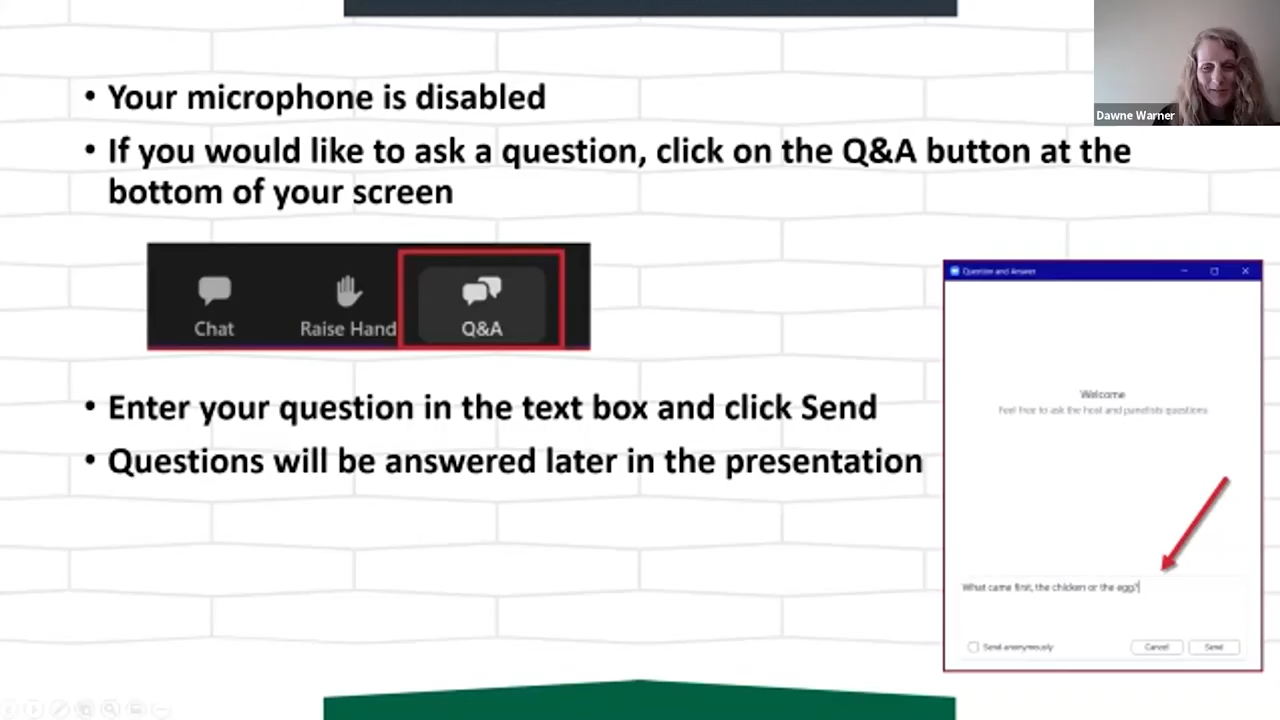 • Your microphone is disabled
• If you would like to ask a question, click on the Q&A button at the
bottom of your screen
Dawne Warner
Chat
Raise Hand
Q&A
• Enter your question in the text box and click Send
• Questions will be answered later in the presentation
Question and Answer
Welcome
Feel free to ask the host and panelists questions
What came first, the chicken or the egg?
Send anonymously
Cancel
Send